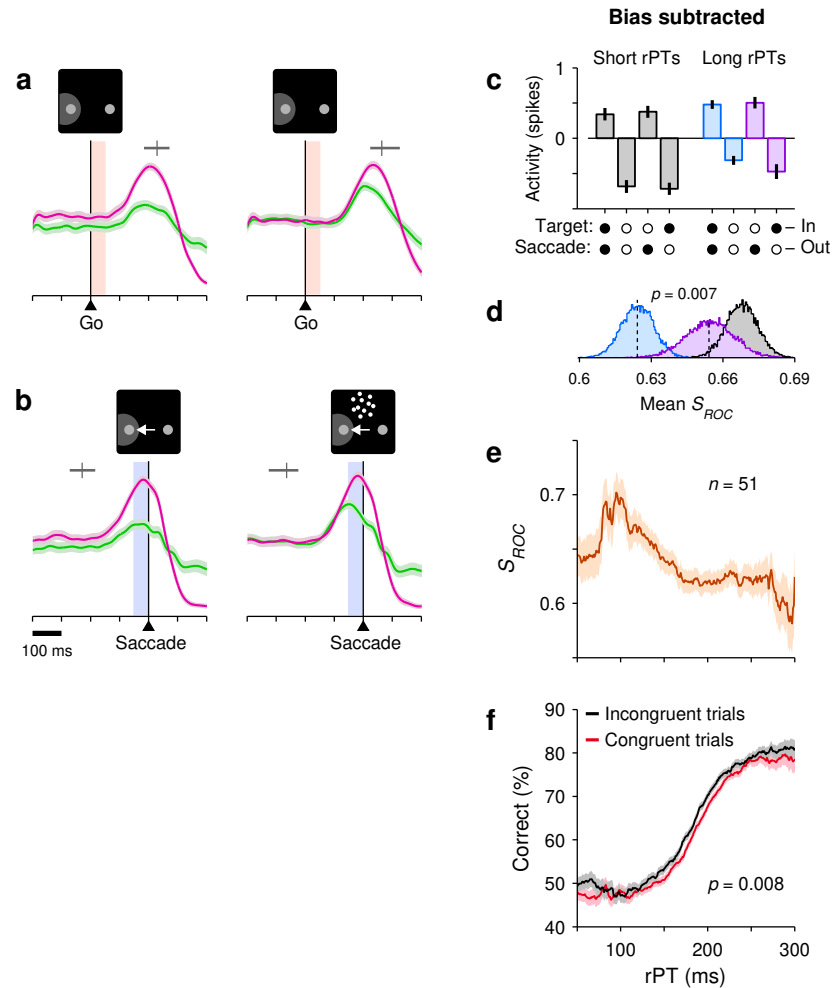 Bias subtracted
a
Go
Go
b
100 ms
Saccade
Saccade
c
Short rPTs
Long rPTs
1
0
Activity (spikes)
Target:
In
Saccade:
Out
d
p = 0.007
0.6
0.63
0.66
0.69
Mean S_ROC
e
n = 51
0.7
0.6
S_ROC
f
90
80
70
60
50
40
Correct (%)
Incongruent trials
Congruent trials
p = 0.008
100
200
300
rPT (ms)